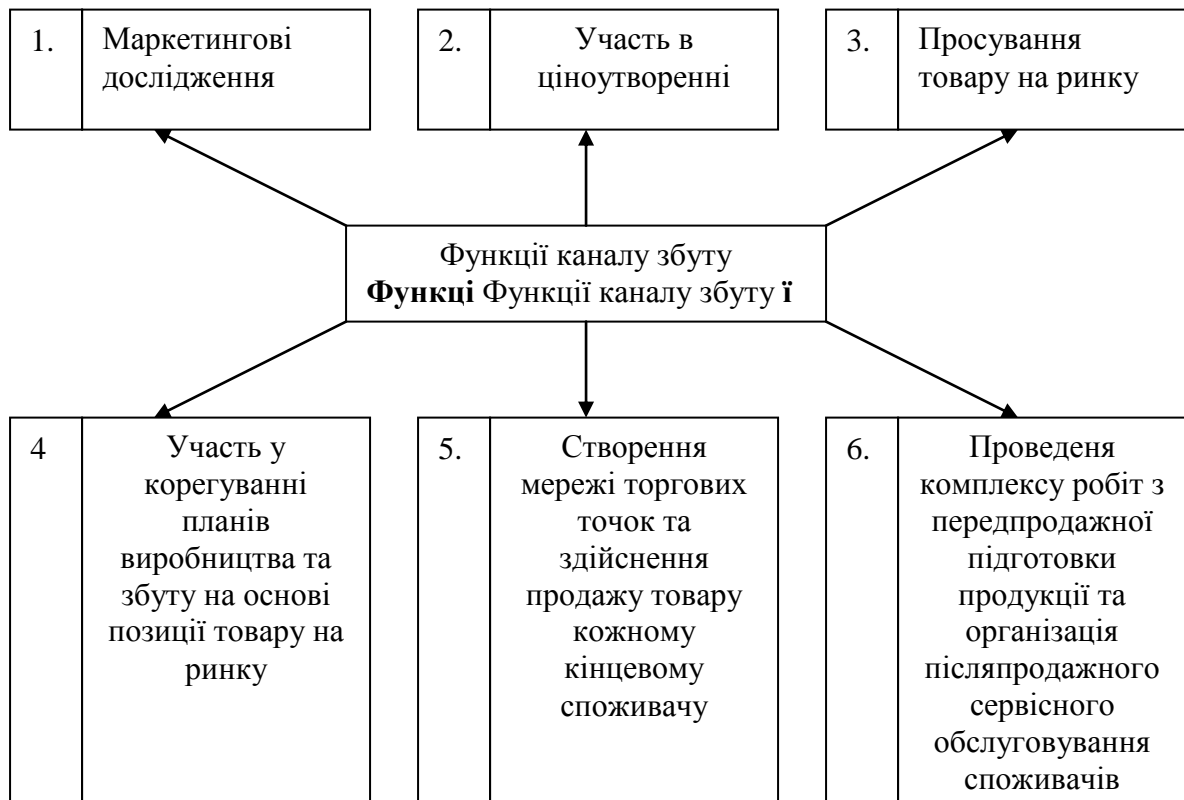 1.
Маркетингові
дослідження
2.
Участь в
ціноутворенні
3.
Просування
товару на ринку
Функції каналу збуту
Функці Функції каналу збуту ї
4
Участь у
корегуванні
планів
виробництва та
збуту на основі
позиції товару на
ринку
5.
Створення
мережі торгових
точок та
здійснення
продажу товару
кожному
кінцевому
споживачу
6.
Проведеня
комплексу робіт з
передпродажної
підготовки
продукції та
організація
післяпродажного
сервісного
обслуговування
споживачів